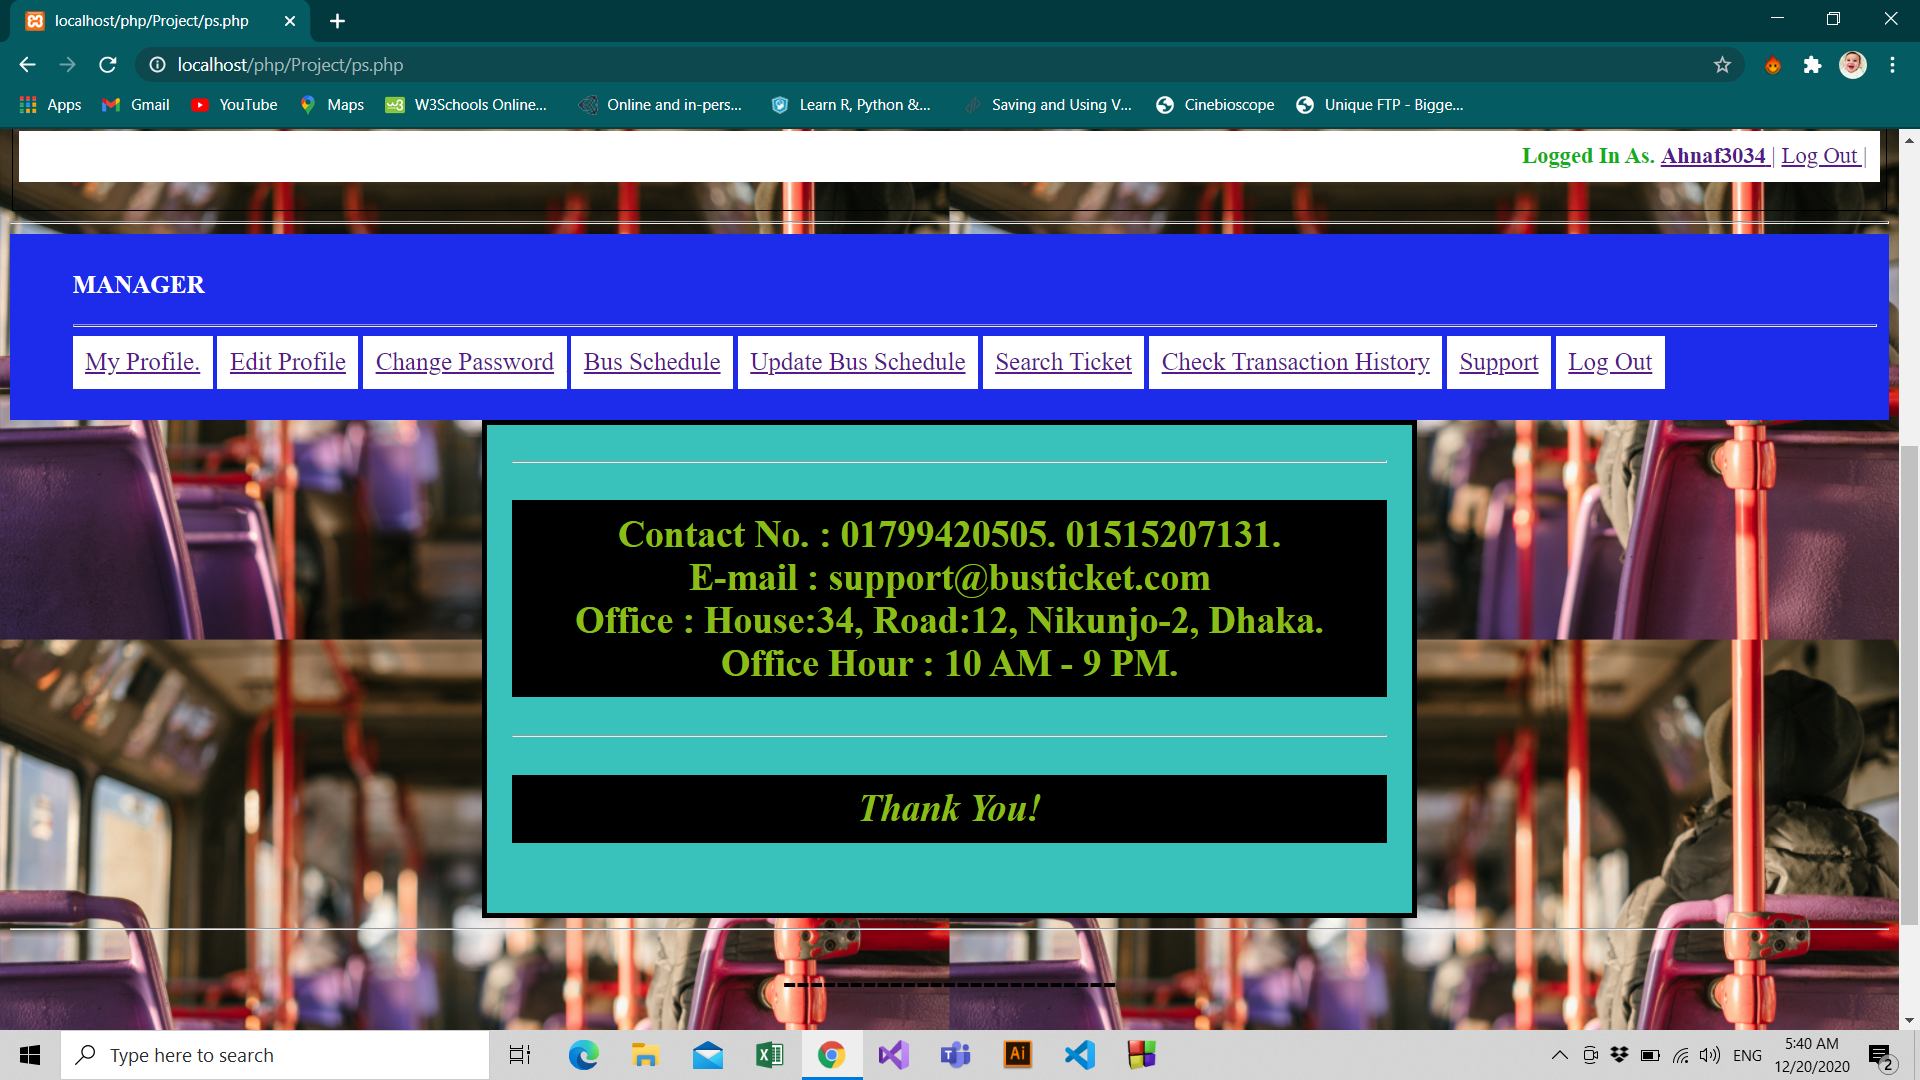 localhost/php/Project/ps.php
localhost/php/Project/ps.php
Apps Gmail YouTube Maps W3Schools Online... Online and in-pers... Learn R, Python &... Saving and Using V... Cinebioscope Unique FTP - Bigge...
Logged In As. Ahnaf3034 | Log Out |
MANAGER
My Profile. Edit Profile Change Password Bus Schedule Update Bus Schedule Search Ticket Check Transaction History Support Log Out
Contact No. : 01799420505. 01515207131.
E-mail : support@busticket.com
Office : House:34, Road:12, Nikunjo-2, Dhaka.
Office Hour : 10 AM - 9 PM.
Thank You!
-------------------------
Type here to search
ENG
5:40 AM
12/20/2020
2